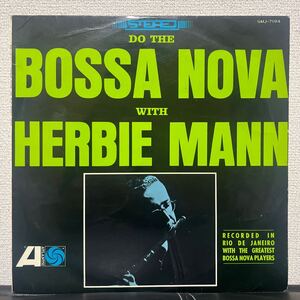 STEREO
SMJ-7194
DO THE
BOSSA NOVA
WITH
HERBIE MANN
RECORDED IN
RIO DE JANEIRO
WITH THE GREATEST
BOSSA NOVA PLAYERS